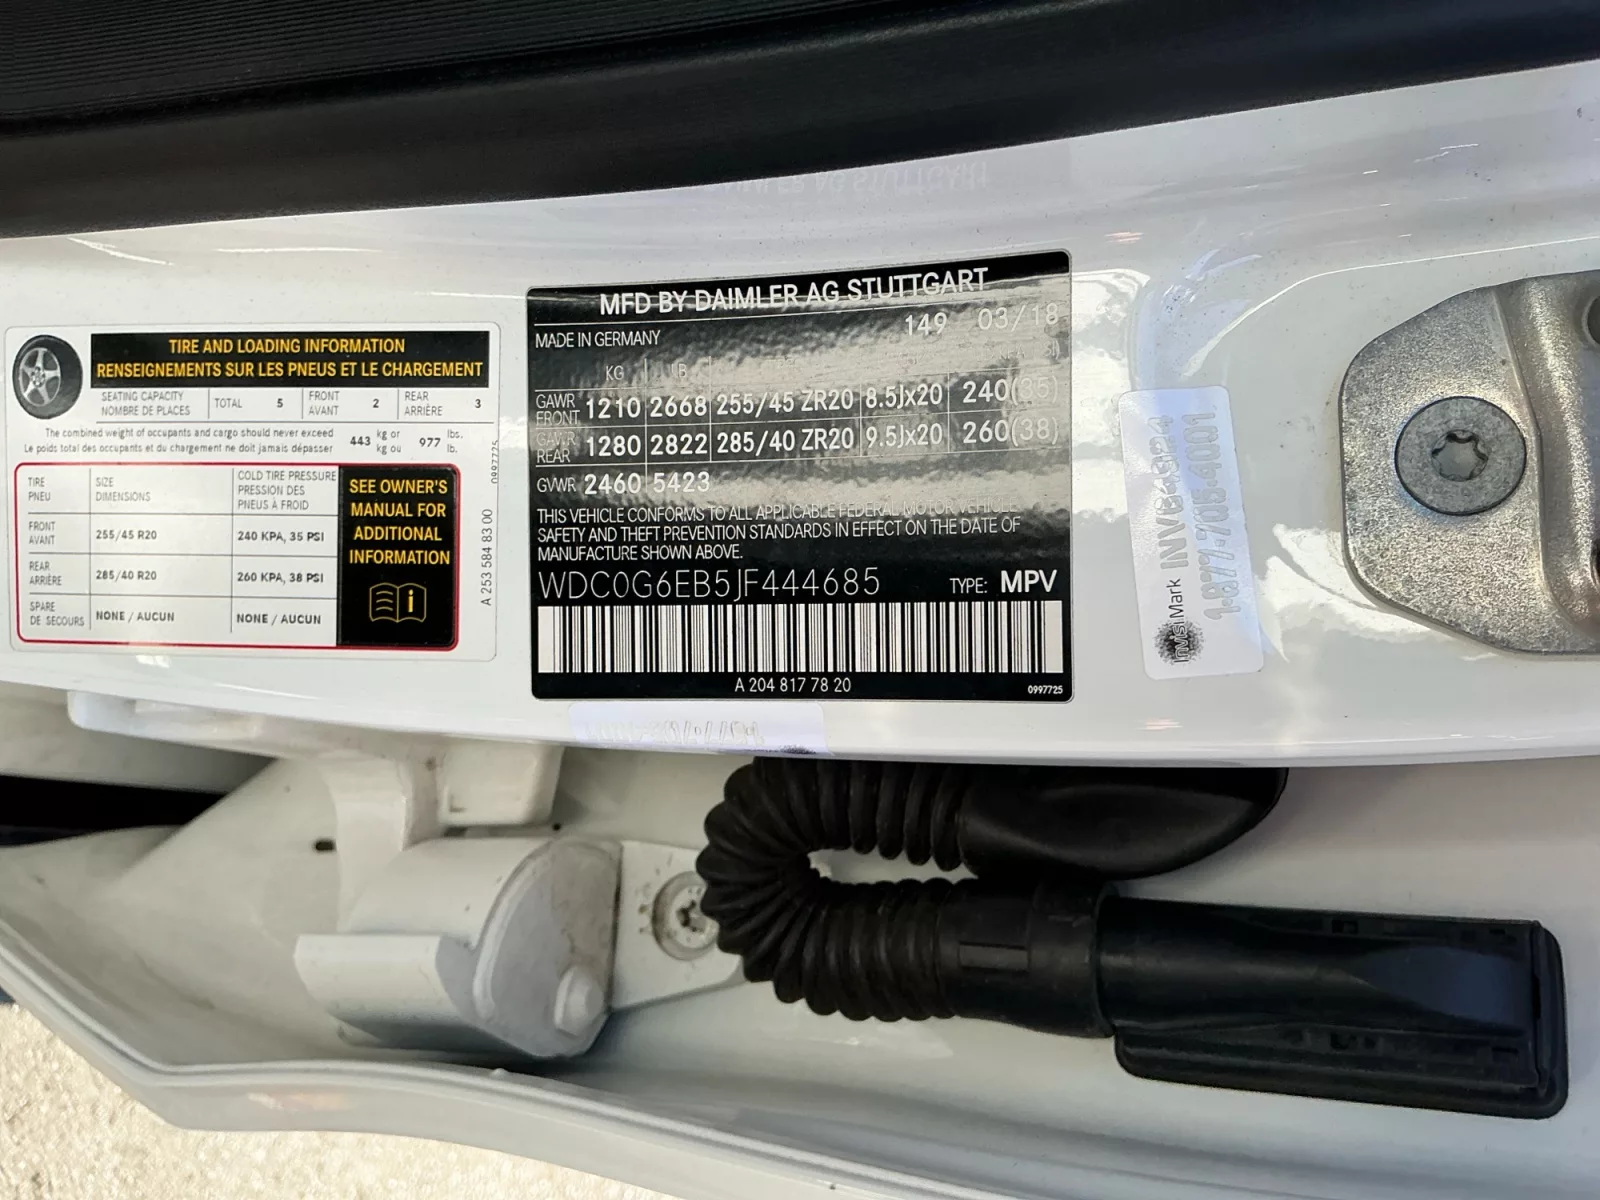 TIRE AND LOADING INFORMATION
RENSEIGNEMENTS SUR LES PNEUS ET LE CHARGEMENT
SEATING CAPACITY TOTAL 5 FRONT 2 REAR 3
NOMBRE DE PLACES AVANT ARRIÈRE
The combined weight of occupants and cargo should never exceed 443 kg or 977 lbs.
Le poids total des occupants et du chargement ne doit jamais dépasser kg ou lb.
TIRE SIZE COLD TIRE PRESSURE
PNEU DIMENSIONS PRESSION DES
PNEUS À FROID
FRONT 255/45 R20 240 KPA, 35 PSI
AVANT
REAR 285/40 R20 260 KPA, 38 PSI
ARRIÈRE
SPARE NONE / AUCUN NONE / AUCUN
DE SECOURS
SEE OWNER'S
MANUAL FOR
ADDITIONAL
INFORMATION
i
A 253 584 83 00
0997725
MFD BY DAIMLER AG STUTTGART
MADE IN GERMANY 149 03/18
KG LB
GAWR FRONT 1210 2668 255/45 ZR20 8.5Jx20 240(35)
GAWR REAR 1280 2822 285/40 ZR20 9.5Jx20 260(38)
GVWR 2460 5423
THIS VEHICLE CONFORMS TO ALL APPLICABLE FEDERAL MOTOR VEHICLE
SAFETY AND THEFT PREVENTION STANDARDS IN EFFECT ON THE DATE OF
MANUFACTURE SHOWN ABOVE.
WDC0G6EB5JF444685 TYPE: MPV
A 204 817 78 20
0997725
InvisiMark